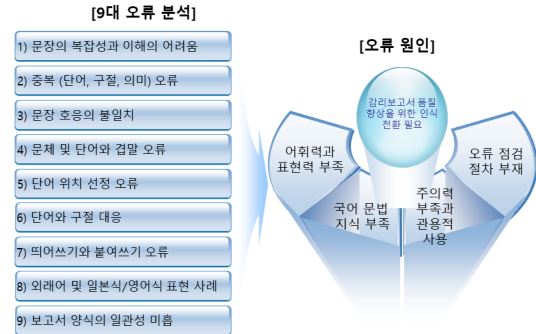 [9대 오류 분석]
1) 문장의 복잡성과 이해의 어려움
2) 중복 (단어, 구절, 의미) 오류
3) 문장 호응의 불일치
4) 문체 및 단어와 겁말 오류
5) 단어 위치 선정 오류
6) 단어와 구절 대응
7) 띄어쓰기와 붙여쓰기 오류
8) 외래어 및 일본식/영어식 표현 사례
9) 보고서 양식의 일관성 미흡
[오류 원인]
감리보고서 품질
향상을 위한 인식
전환 필요
어휘력과
표현력 부족
국어 문법
지식 부족
주의력
부족과
관용적
사용
오류 점검
절차 부재